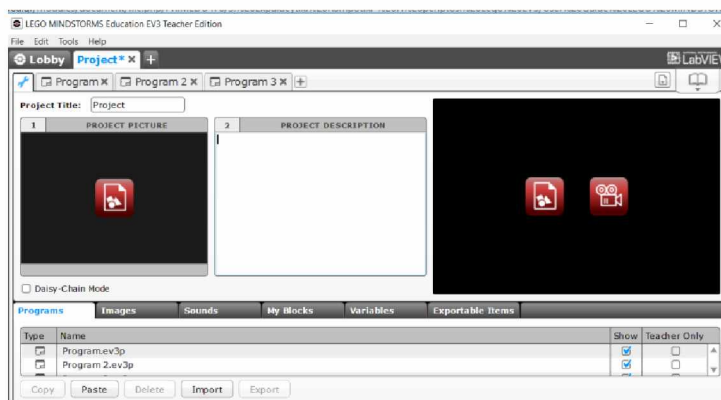 LEGO MINDSTORMS Education EV3 Teacher Edition
File Edit Tools Help
Lobby Project* × +
LabVIEW
Program × Program 2 × Program 3 × +
Project Title: Project
1 PROJECT PICTURE
2 PROJECT DESCRIPTION
Daisy-Chain Mode
Programs Images Sounds My Blocks Variables Exportable Items
Type Name Show Teacher Only
Program.ev3p
Program 2.ev3p
Copy Paste Delete Import Export